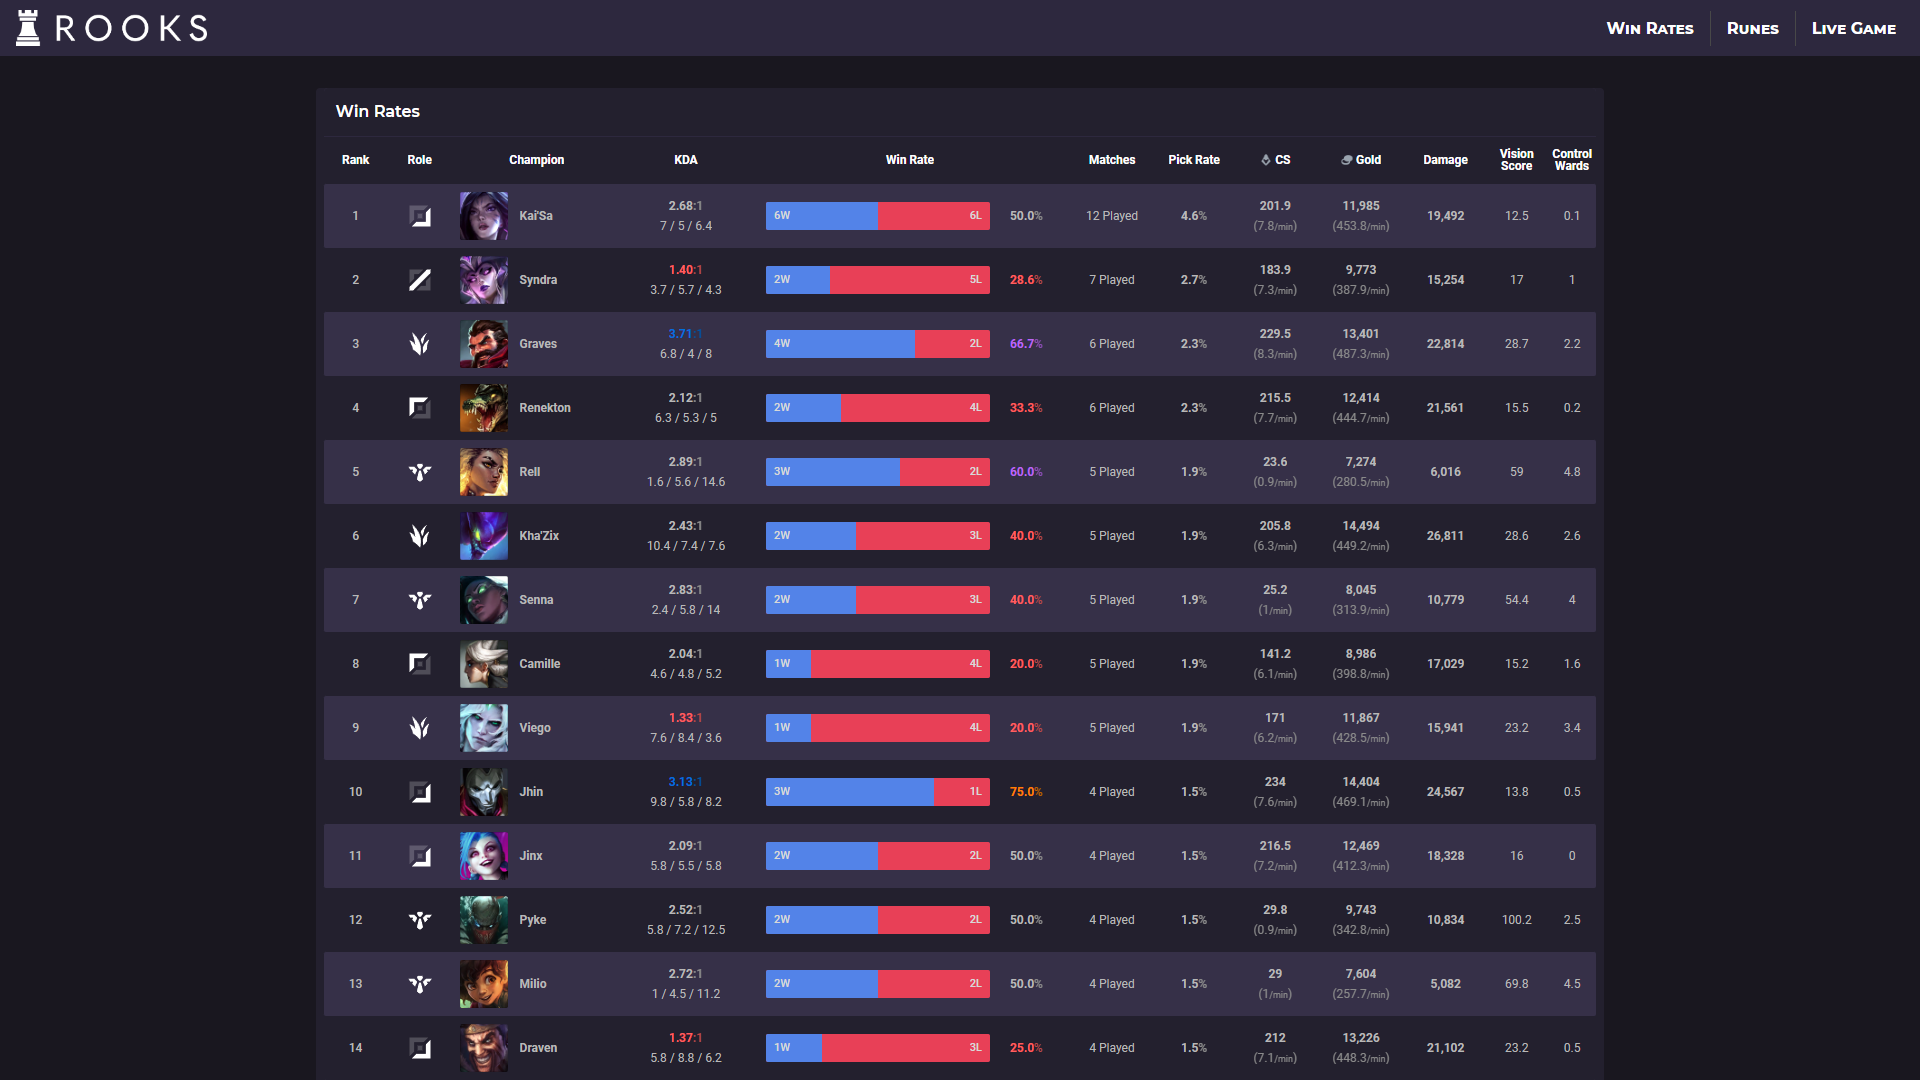 ROOKS
Win Rates
Runes
Live Game
Win Rates
Rank Role Champion KDA Win Rate Matches Pick Rate CS Gold Damage Vision Score Control Wards
1 Kai'Sa 2.68:1 7 / 5 / 6.4 6W 6L 50.0% 12 Played 4.6% 201.9 (7.8/min) 11,985 (453.8/min) 19,492 12.5 0.1
2 Syndra 1.40:1 3.7 / 5.7 / 4.3 2W 5L 28.6% 7 Played 2.7% 183.9 (7.3/min) 9,773 (387.9/min) 15,254 17 1
3 Graves 3.71:1 6.8 / 4 / 8 4W 2L 66.7% 6 Played 2.3% 229.5 (8.3/min) 13,401 (487.3/min) 22,814 28.7 2.2
4 Renekton 2.12:1 6.3 / 5.3 / 5 2W 4L 33.3% 6 Played 2.3% 215.5 (7.7/min) 12,414 (444.7/min) 21,561 15.5 0.2
5 Rell 2.89:1 1.6 / 5.6 / 14.6 3W 2L 60.0% 5 Played 1.9% 23.6 (0.9/min) 7,274 (280.5/min) 6,016 59 4.8
6 Kha'Zix 2.43:1 10.4 / 7.4 / 7.6 2W 3L 40.0% 5 Played 1.9% 205.8 (6.3/min) 14,494 (449.2/min) 26,811 28.6 2.6
7 Senna 2.83:1 2.4 / 5.8 / 14 2W 3L 40.0% 5 Played 1.9% 25.2 (1/min) 8,045 (313.9/min) 10,779 54.4 4
8 Camille 2.04:1 4.6 / 4.8 / 5.2 1W 4L 20.0% 5 Played 1.9% 141.2 (6.1/min) 8,986 (398.8/min) 17,029 15.2 1.6
9 Viego 1.33:1 7.6 / 8.4 / 3.6 1W 4L 20.0% 5 Played 1.9% 171 (6.2/min) 11,867 (428.5/min) 15,941 23.2 3.4
10 Jhin 3.13:1 9.8 / 5.8 / 8.2 3W 1L 75.0% 4 Played 1.5% 234 (7.6/min) 14,404 (469.1/min) 24,567 13.8 0.5
11 Jinx 2.09:1 5.8 / 5.5 / 5.8 2W 2L 50.0% 4 Played 1.5% 216.5 (7.2/min) 12,469 (412.3/min) 18,328 16 0
12 Pyke 2.52:1 5.8 / 7.2 / 12.5 2W 2L 50.0% 4 Played 1.5% 29.8 (0.9/min) 9,743 (342.8/min) 10,834 100.2 2.5
13 Milio 2.72:1 1 / 4.5 / 11.2 2W 2L 50.0% 4 Played 1.5% 29 (1/min) 7,604 (257.7/min) 5,082 69.8 4.5
14 Draven 1.37:1 5.8 / 8.8 / 6.2 1W 3L 25.0% 4 Played 1.5% 212 (7.1/min) 13,226 (448.3/min) 21,102 23.2 0.5